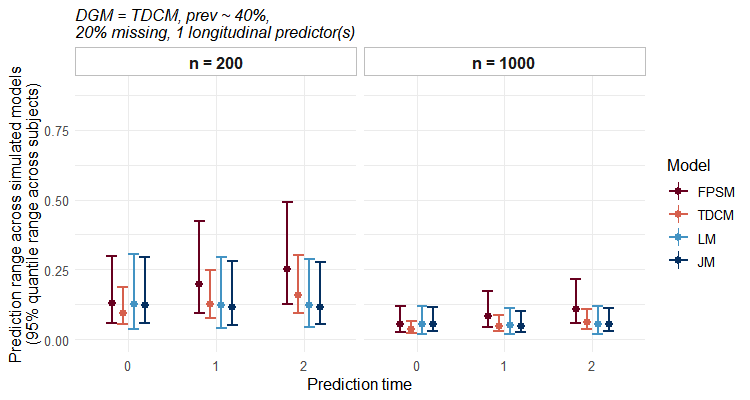 DGM = TDCM, prev ~ 40%,
20% missing, 1 longitudinal predictor(s)
n = 200
n = 1000
Prediction range across simulated models
(95% quantile range across subjects)
0.75
0.50
0.25
0.00
0 1 2
0 1 2
Prediction time
Model
FPSM
TDCM
LM
JM